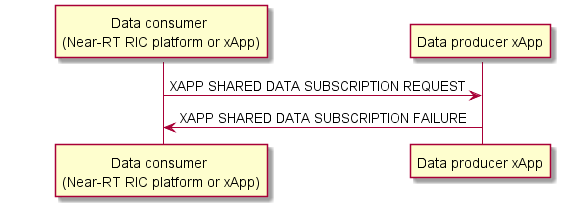 Data consumer
(Near-RT RIC platform or xApp)
Data producer xApp
XAPP SHARED DATA SUBSCRIPTION REQUEST
XAPP SHARED DATA SUBSCRIPTION FAILURE
Data consumer
(Near-RT RIC platform or xApp)
Data producer xApp